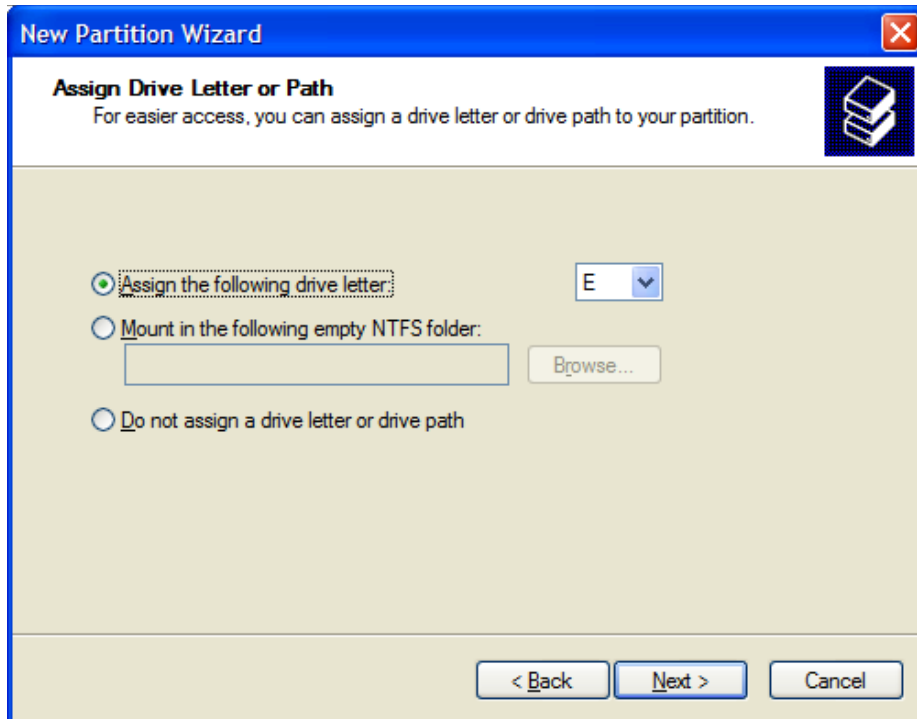 New Partition Wizard
Assign Drive Letter or Path
For easier access, you can assign a drive letter or drive path to your partition.
Assign the following drive letter: E
Mount in the following empty NTFS folder:
Browse...
Do not assign a drive letter or drive path
< Back Next > Cancel